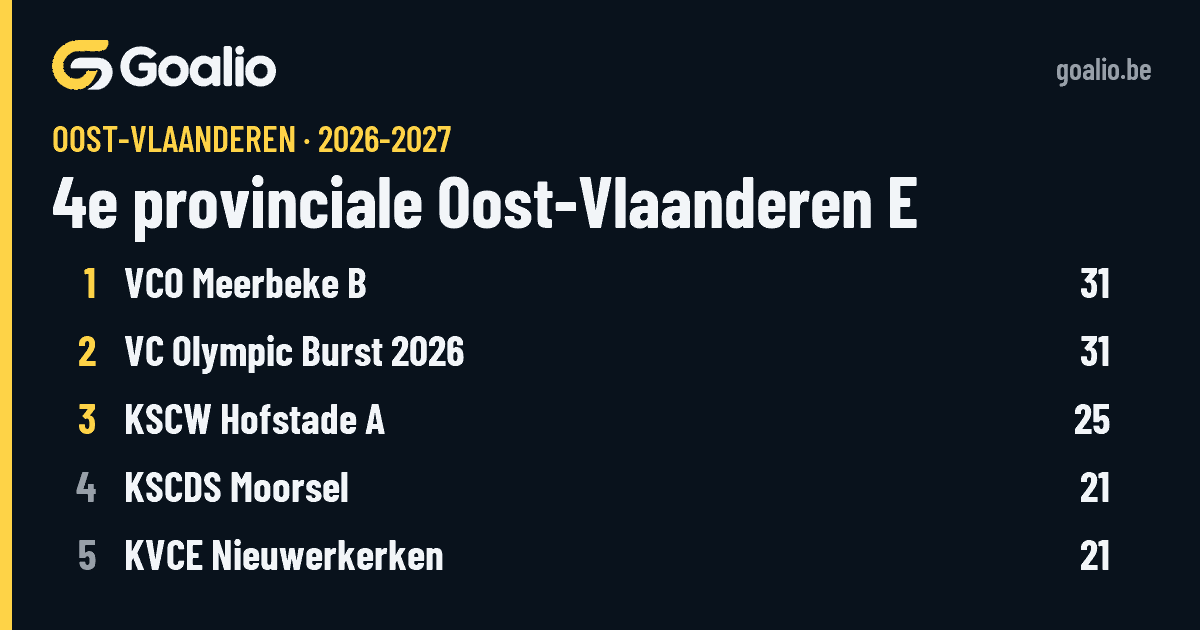 Goalio
goalio.be
OOST-VLAANDEREN · 2026-2027
4e provinciale Oost-Vlaanderen E
1 VCO Meerbeke B 31
2 VC Olympic Burst 2026 31
3 KSCW Hofstade A 25
4 KSCDS Moorsel 21
5 KVCE Nieuwerkerken 21